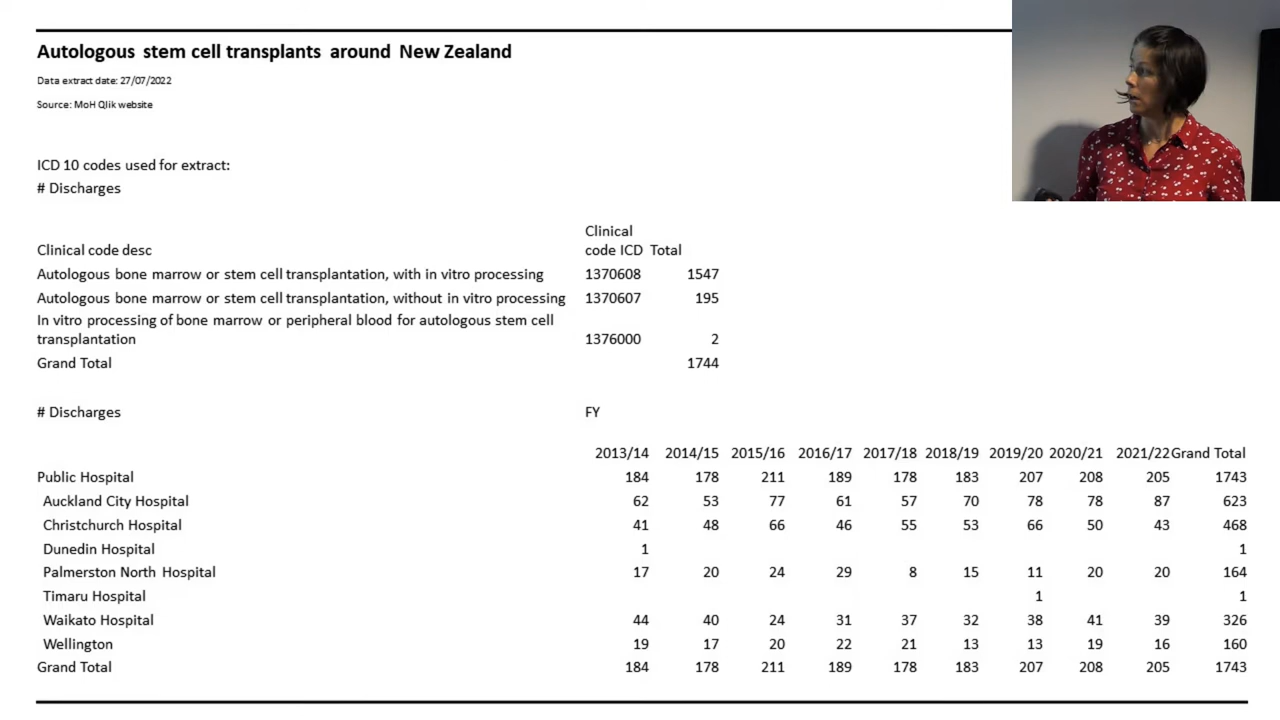 Autologous stem cell transplants around New Zealand
Data extract date: 27/07/2022
Source: MoH Qlik website
ICD 10 codes used for extract:
# Discharges
Clinical
Clinical code desc code ICD Total
Autologous bone marrow or stem cell transplantation, with in vitro processing 1370608 1547
Autologous bone marrow or stem cell transplantation, without in vitro processing 1370607 195
In vitro processing of bone marrow or peripheral blood for autologous stem cell
transplantation 1376000 2
Grand Total 1744
# Discharges FY
2013/14 2014/15 2015/16 2016/17 2017/18 2018/19 2019/20 2020/21 2021/22 Grand Total
Public Hospital 184 178 211 189 178 183 207 208 205 1743
Auckland City Hospital 62 53 77 61 57 70 78 78 87 623
Christchurch Hospital 41 48 66 46 55 53 66 50 43 468
Dunedin Hospital 1 1
Palmerston North Hospital 17 20 24 29 8 15 11 20 20 164
Timaru Hospital 1 1
Waikato Hospital 44 40 24 31 37 32 38 41 39 326
Wellington 19 17 20 22 21 13 13 19 16 160
Grand Total 184 178 211 189 178 183 207 208 205 1743